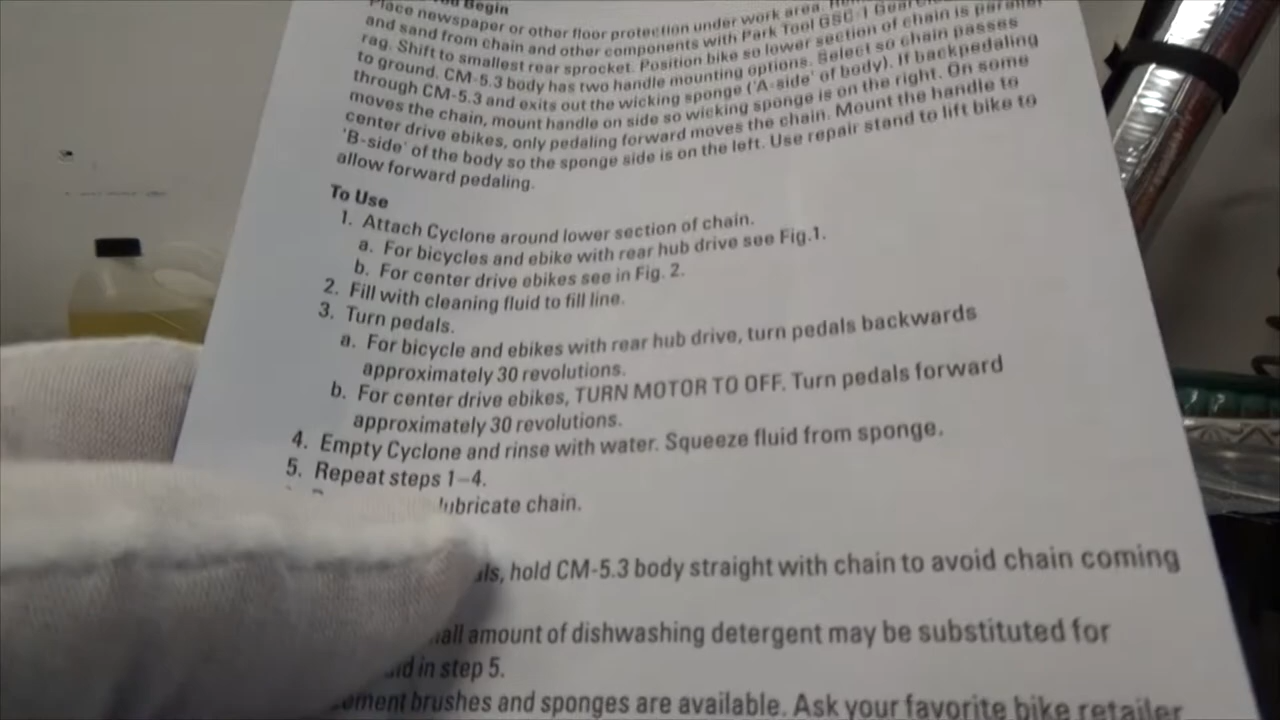 You Begin
Place newspaper or other floor protection under work area.
and sand from chain and other components with Park Tool GSC-1 Gear
rag. Shift to smallest rear sprocket. Position bike so lower section of chain is parallel
to ground. CM-5.3 body has two handle mounting options. Select so chain passes
through CM-5.3 and exits out the wicking sponge ('A-side' of body). If backpedaling
moves the chain, mount handle on side so wicking sponge is on the right. On some
center drive ebikes, only pedaling forward moves the chain. Mount the handle to
'B-side' of the body so the sponge side is on the left. Use repair stand to lift bike to
allow forward pedaling.
To Use
1. Attach Cyclone around lower section of chain.
a. For bicycles and ebike with rear hub drive see Fig.1.
b. For center drive ebikes see in Fig. 2.
2. Fill with cleaning fluid to fill line.
3. Turn pedals.
a. For bicycle and ebikes with rear hub drive, turn pedals backwards
approximately 30 revolutions.
b. For center drive ebikes, TURN MOTOR TO OFF. Turn pedals forward
approximately 30 revolutions.
4. Empty Cyclone and rinse with water. Squeeze fluid from sponge.
5. Repeat steps 1–4.
lubricate chain.
hold CM-5.3 body straight with chain to avoid chain coming
amount of dishwashing detergent may be substituted for
in step 5.
brushes and sponges are available. Ask your favorite bike retailer